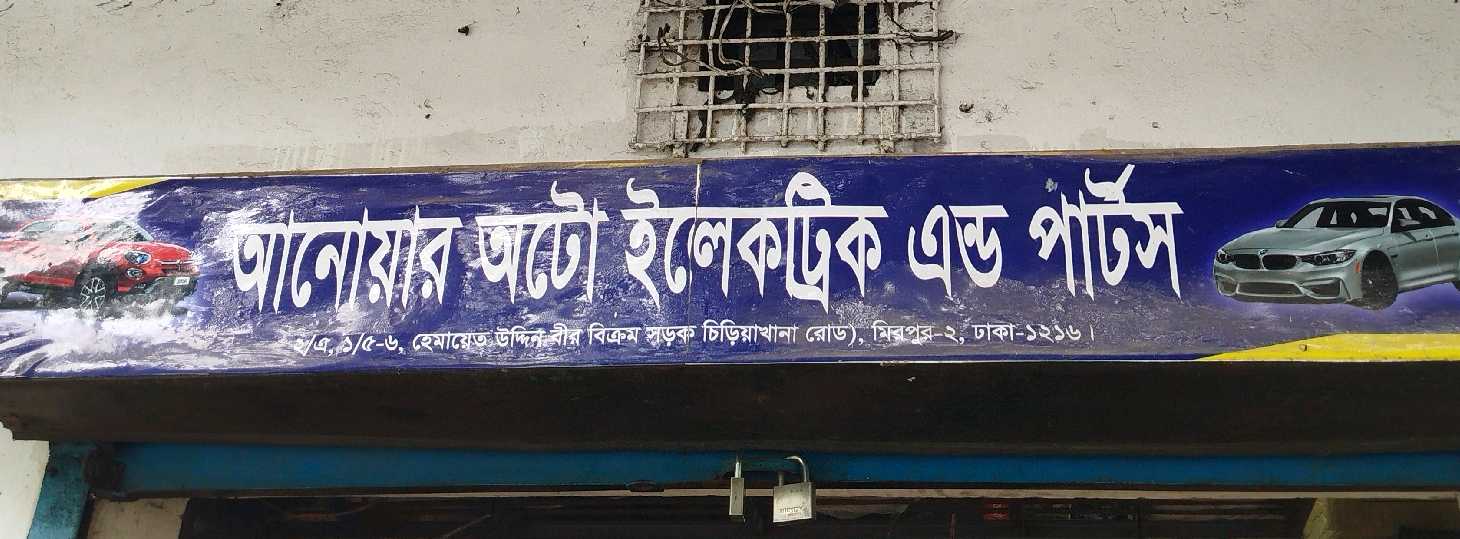 আনোয়ার অটো ইলেকট্রিক এন্ড পার্টস
২/এ, ১/৫-৬, হেমায়েত উদ্দিন বীর বিক্রম সড়ক চিড়িয়াখানা রোড), মিরপুর-২, ঢাকা-১২১৬।